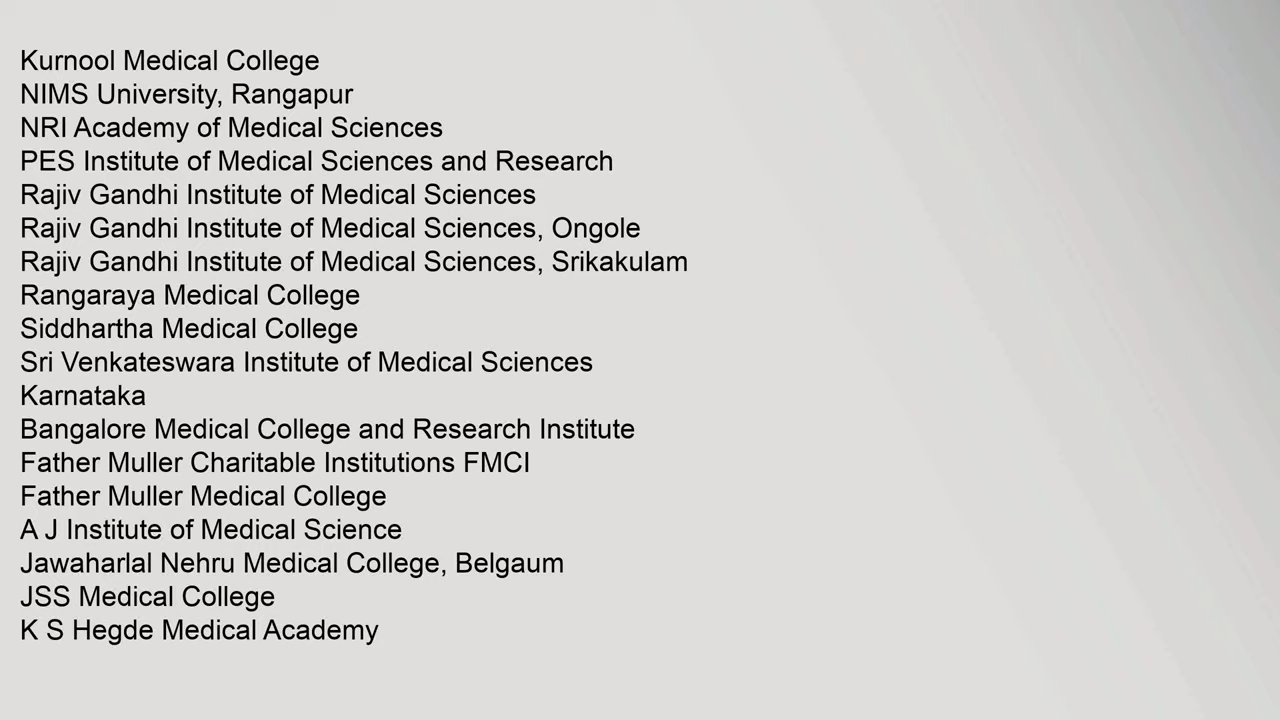 Kurnool Medical College
NIMS University, Rangapur
NRI Academy of Medical Sciences
PES Institute of Medical Sciences and Research
Rajiv Gandhi Institute of Medical Sciences
Rajiv Gandhi Institute of Medical Sciences, Ongole
Rajiv Gandhi Institute of Medical Sciences, Srikakulam
Rangaraya Medical College
Siddhartha Medical College
Sri Venkateswara Institute of Medical Sciences
Karnataka
Bangalore Medical College and Research Institute
Father Muller Charitable Institutions FMCI
Father Muller Medical College
A J Institute of Medical Science
Jawaharlal Nehru Medical College, Belgaum
JSS Medical College
K S Hegde Medical Academy